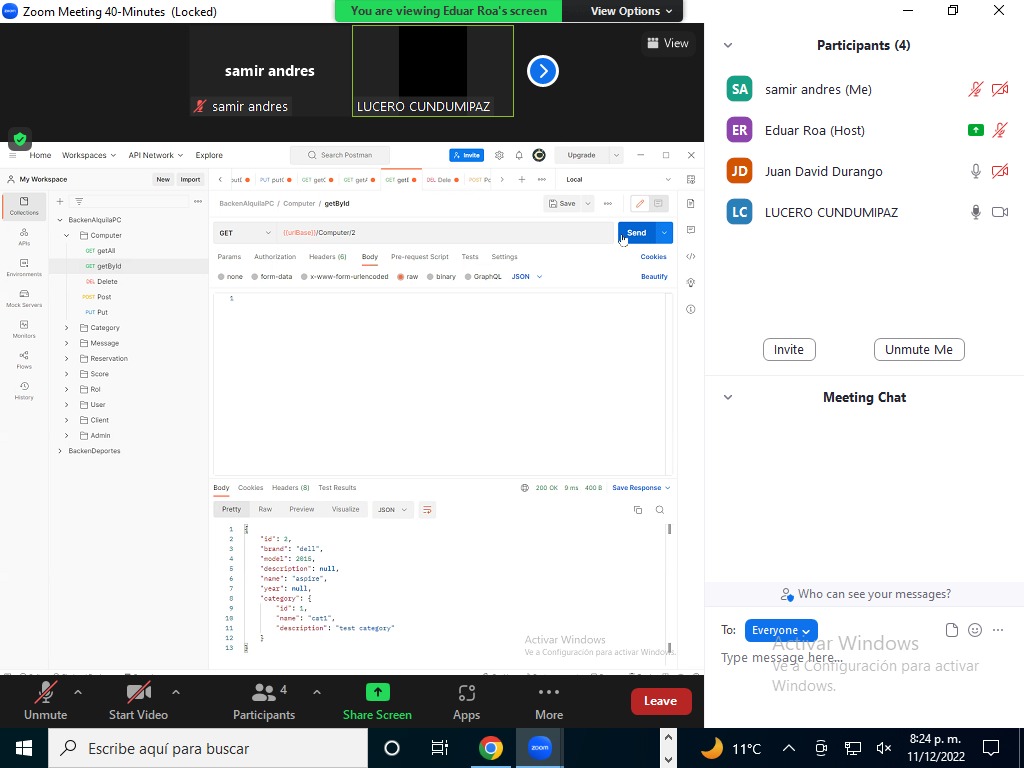 Zoom Meeting 40-Minutes (Locked)
You are viewing Eduar Roa's screen
View Options
samir andres
samir andres
LUCERO CUNDUMIPAZ
View
Home
Workspaces
API Network
Explore
Search Postman
Invite
Upgrade
My Workspace
New
Import
PUT
GET
GET
GET
DEL Dele
POST
Local
BackenAlquilaPC / Computer / getById
Save
Collections
APIs
Environments
Mock Servers
Monitors
Flows
History
BackenAlquilaPC
Computer
GET getAll
GET getById
DEL Delete
POST Post
PUT Put
Category
Message
Reservation
Score
Rol
User
Client
Admin
BackenDeportes
GET
{{urlBase}}/Computer/2
Send
Params
Authorization
Headers (6)
Body
Pre-request Script
Tests
Settings
Cookies
none
form-data
x-www-form-urlencoded
raw
binary
GraphQL
JSON
Beautify
1
Body
Cookies
Headers (8)
Test Results
200 OK
9 ms
400 B
Save Response
Pretty
Raw
Preview
Visualize
JSON
1 {
2 "id": 2,
3 "brand": "dell",
4 "model": 2015,
5 "description": null,
6 "name": "aspire",
7 "year": null,
8 "category": {
9 "id": 1,
10 "name": "cat1",
11 "description": "test category"
12 }
13
Activar Windows
Ve a Configuración para activar Windows.
Unmute
Start Video
4
Participants
Share Screen
Apps
More
Leave
Participants (4)
SA samir andres (Me)
ER Eduar Roa (Host)
JD Juan David Durango
LC LUCERO CUNDUMIPAZ
Invite
Unmute Me
Meeting Chat
Who can see your messages?
To:
Everyone
Type message here...
Activar Windows
Ve a Configuración para activar
Windows.
Escribe aquí para buscar
zoom
11°C
8:24 p. m.
11/12/2022